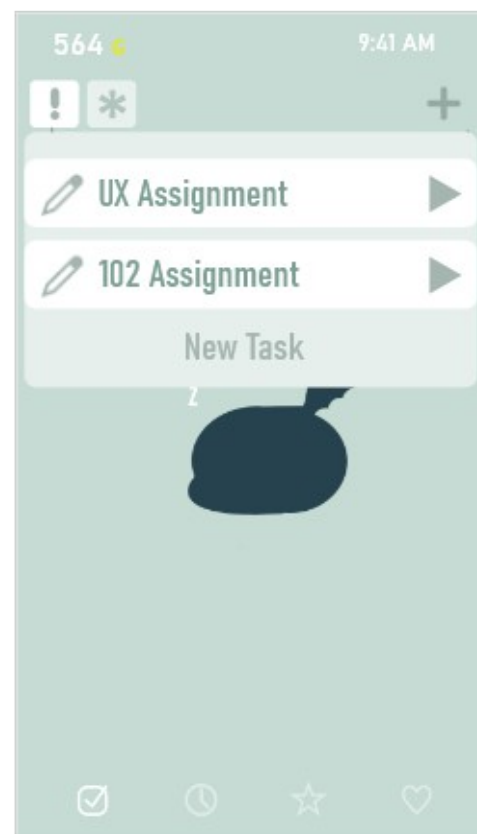 564
9:41 AM
! *
+
UX Assignment
102 Assignment
New Task
Z